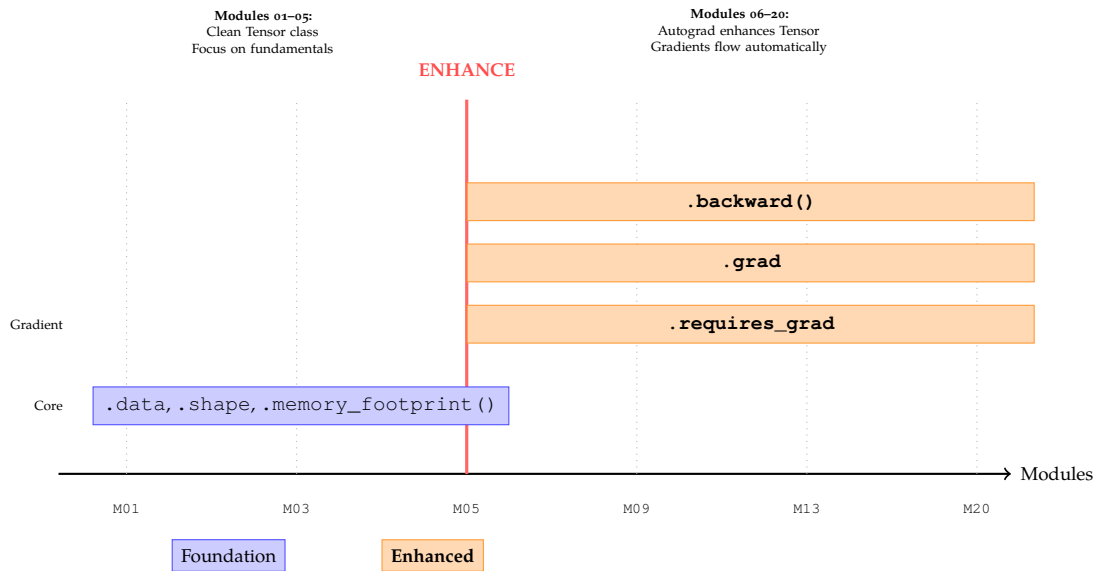 Modules 01–05:
Clean Tensor class
Focus on fundamentals
Modules 06–20:
Autograd enhances Tensor
Gradients flow automatically
ENHANCE
.backward()
.grad
Gradient
.requires_grad
Core
.data,.shape,.memory_footprint()
Modules
M01
M03
M05
M09
M13
M20
Foundation
Enhanced